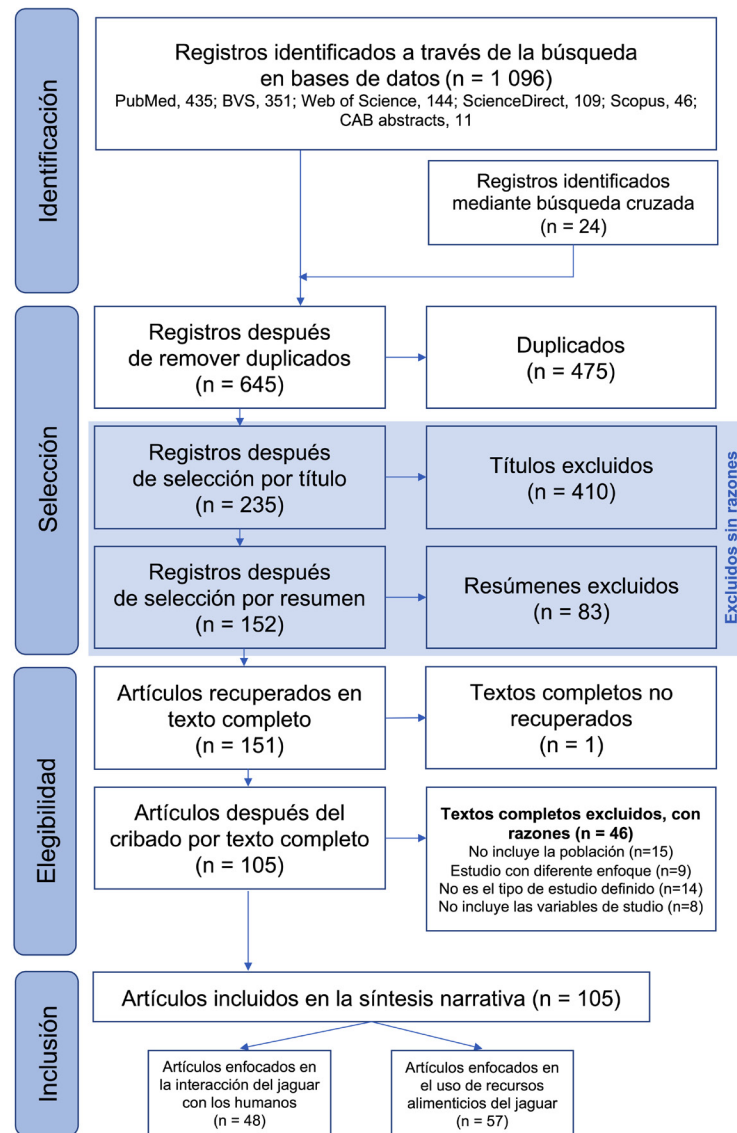 Identificación
Registros identificados a través de la búsqueda
en bases de datos (n = 1 096)
PubMed, 435; BVS, 351; Web of Science, 144; ScienceDirect, 109; Scopus, 46;
CAB abstracts, 11
Registros identificados
mediante búsqueda cruzada
(n = 24)
Selección
Registros después
de remover duplicados
(n = 645)
Duplicados
(n = 475)
Registros después
de selección por título
(n = 235)
Títulos excluidos
(n = 410)
Registros después
de selección por resumen
(n = 152)
Resúmenes excluidos
(n = 83)
Excluidos sin razones
Elegibilidad
Artículos recuperados en
texto completo
(n = 151)
Textos completos no
recuperados
(n = 1)
Artículos después del
cribado por texto completo
(n = 105)
Textos completos excluidos, con
razones (n = 46)
No incluye la población (n=15)
Estudio con diferente enfoque (n=9)
No es el tipo de estudio definido (n=14)
No incluye las variables de studio (n=8)
Inclusión
Artículos incluidos en la síntesis narrativa (n = 105)
Artículos enfocados en
la interacción del jaguar
con los humanos
(n = 48)
Artículos enfocados en
el uso de recursos
alimenticios del jaguar
(n = 57)